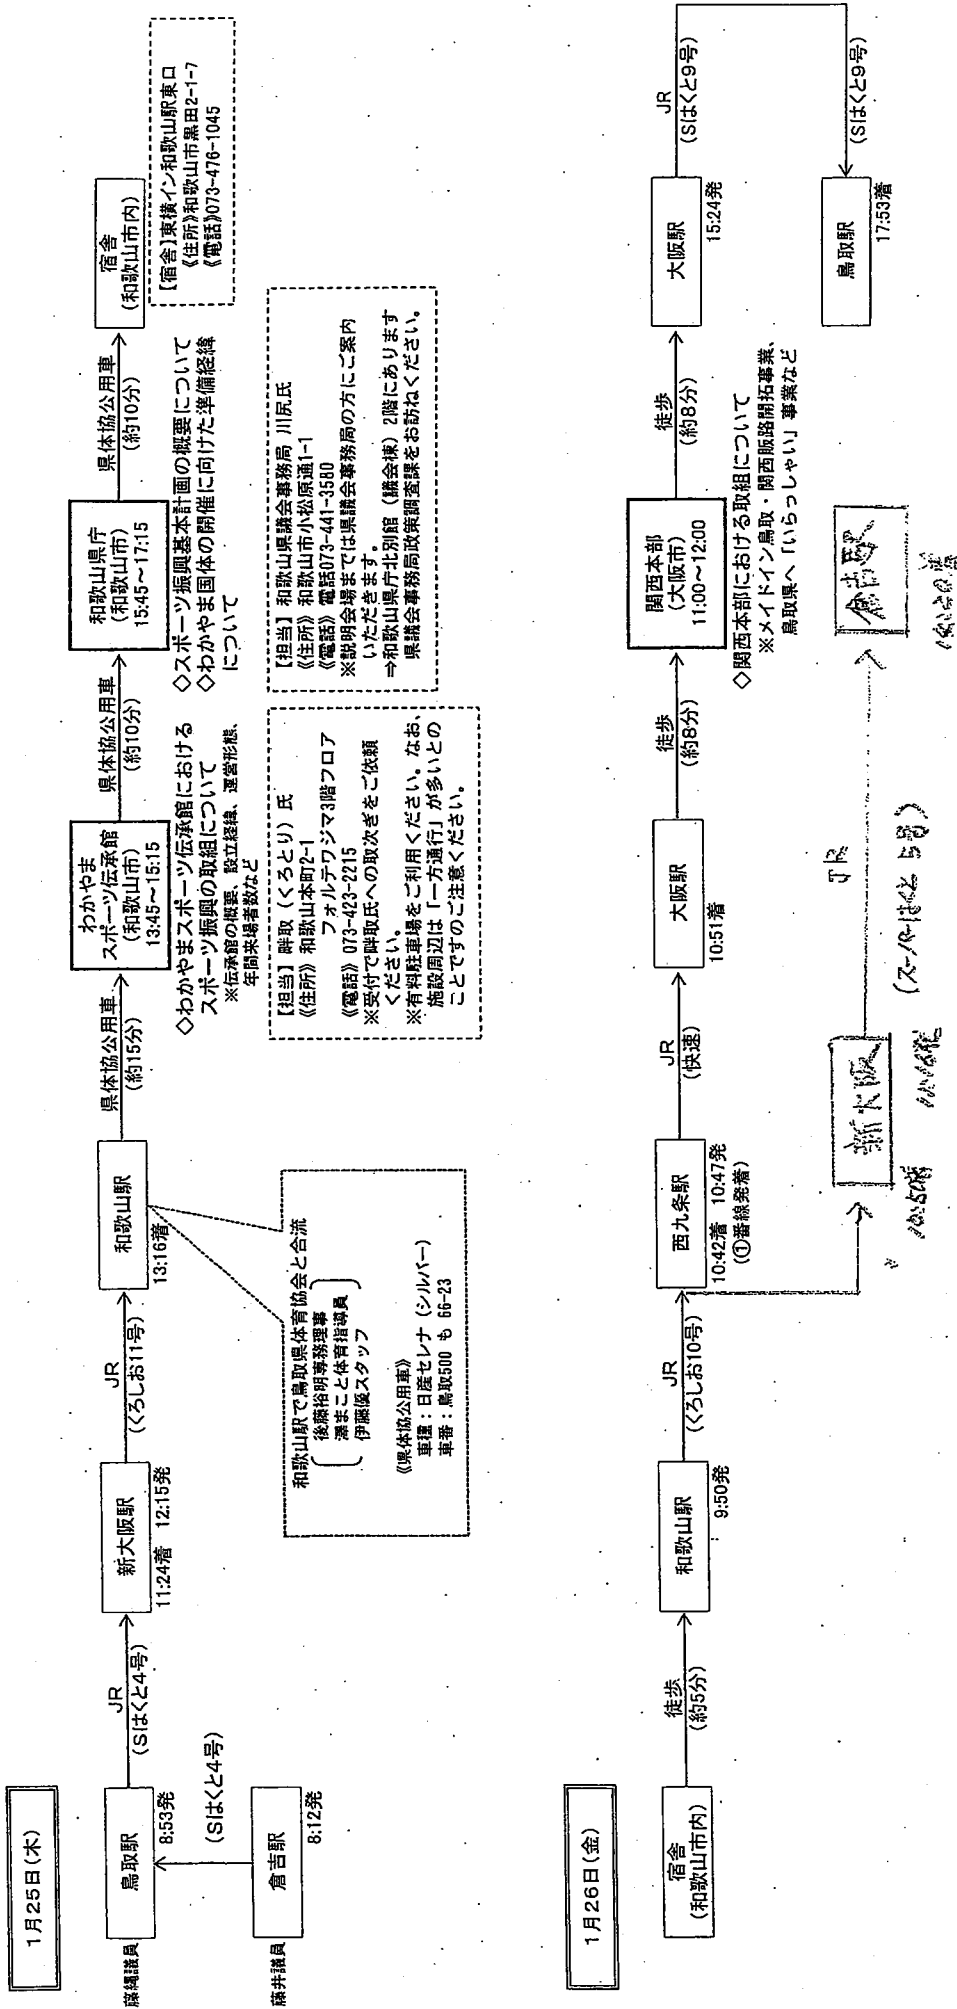 1月25日(木)
藤縄議員
鳥取駅
8:53発
JR
(Sはくと4号)
藤井議員
倉吉駅
8:12発
(Sはくと4号)
新大阪駅
11:24着 12:15発
JR
(くろしお11号)
和歌山駅
13:16着
和歌山駅で鳥取県体育協会と合流
後藤裕明専務理事
澤まこと体育指導員
伊藤優スタッフ
《県体協公用車》
車種:日産セレナ(シルバー)
車番:鳥取500 も 66-23
県体協公用車
(約15分)
わかやま
スポーツ伝承館
(和歌山市)
13:45~15:15
◇わかやまスポーツ伝承館における
スポーツ振興の取組について
※伝承館の概要、設立経緯、運営形態、
年間来場者数など
【担当】畔取(くろとり)氏
《住所》和歌山本町2-1
フォルテワジマ3階フロア
《電話》073-423-2215
※受付で畔取氏への取次ぎをご依頼
ください。
※有料駐車場をご利用ください。なお、
施設周辺は「一方通行」が多いとの
ことですのご注意ください。
県体協公用車
(約10分)
和歌山県庁
(和歌山市)
15:45~17:15
◇スポーツ振興基本計画の概要について
◇わかやま国体の開催に向けた準備経緯
について
【担当】和歌山県議会事務局 川尻氏
《住所》和歌山市小松原通1-1
《電話》電話073-441-3580
※説明会場までは県議会事務局の方にご案内
いただきます。
⇒和歌山県庁北別館(議会棟)2階にあります
県議会事務局政策調査課をお訪ねください。
県体協公用車
(約10分)
宿舎
(和歌山市内)
【宿舎】東横イン和歌山駅東口
《住所》和歌山市黒田2-1-7
《電話》073-476-1045
1月26日(金)
宿舎
(和歌山市内)
徒歩
(約5分)
和歌山駅
9:50発
JR
(くろしお10号)
西九条駅
10:42着 10:47発
(①番線発着)
JR
(快速)
大阪駅
10:51着
徒歩
(約8分)
関西本部
(大阪市)
11:00~12:00
◇関西本部における取組について
※メイドイン鳥取・関西販路開拓事業、
鳥取県へ「いらっしゃい」事業など
徒歩
(約8分)
大阪駅
15:24発
JR
(Sはくと9号)
(Sはくと9号)
鳥取駅
17:53着
新大阪
10:50着
JR
(スーパーはくと5号)
倉吉駅